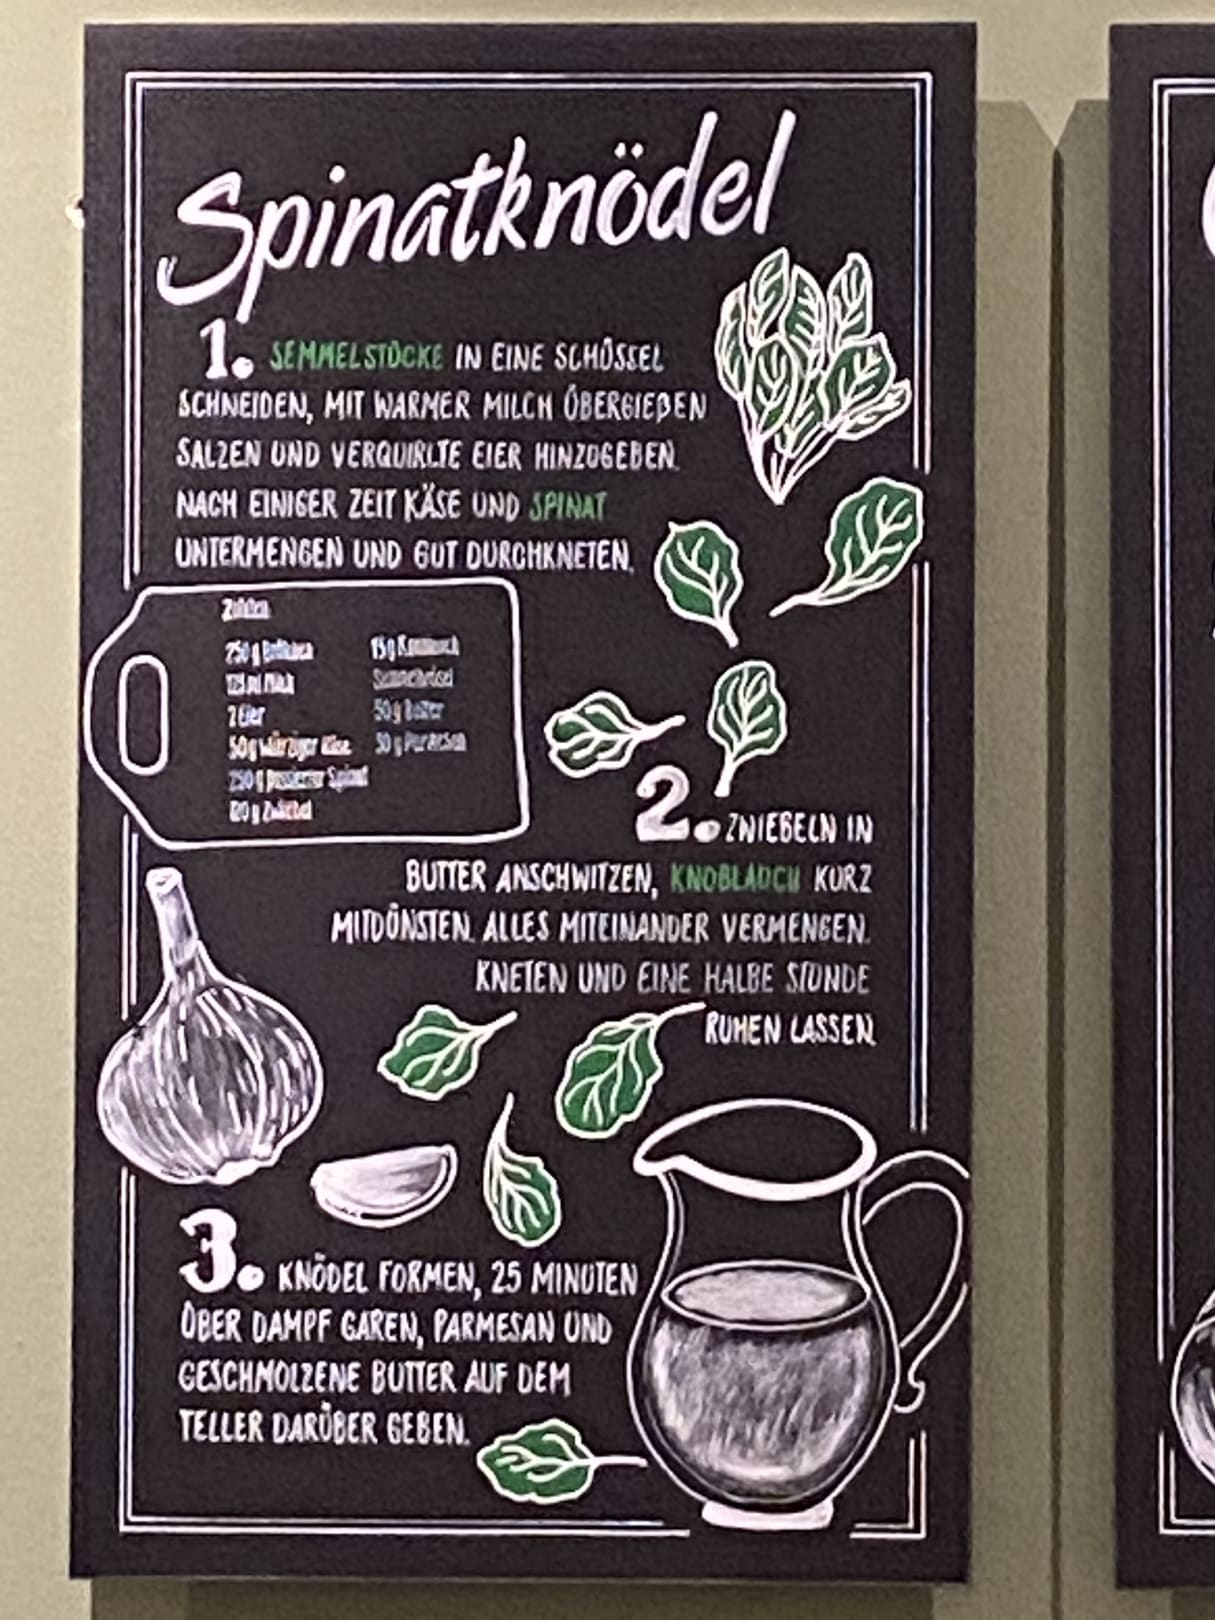 Spinatknödel
1. SEMMELSTÜCKE IN EINE SCHÜSSEL
SCHNEIDEN, MIT WARMER MILCH ÜBERGIEßEN
SALZEN UND VERQUIRLTE EIER HINZUGEBEN.
NACH EINIGER ZEIT KÄSE UND SPINAT
UNTERMENGEN UND GUT DURCHKNETEN.
Zutaten
250 g
125 ml Milch
2 Eier
50 g würziger Käse
250 g passierter Spinat
120 g Zwiebel
15 g Knoblauch
Semmelbrösel
50 g Butter
30 g Parmesan
2. ZWIEBELN IN
BUTTER ANSCHWITZEN, KNOBLAUCH KURZ
MITDÜNSTEN. ALLES MITEINANDER VERMENGEN.
KNETEN UND EINE HALBE STUNDE
RUHEN LASSEN.
3. KNÖDEL FORMEN, 25 MINUTEN
ÜBER DAMPF GAREN, PARMESAN UND
GESCHMOLZENE BUTTER AUF DEM
TELLER DARÜBER GEBEN.